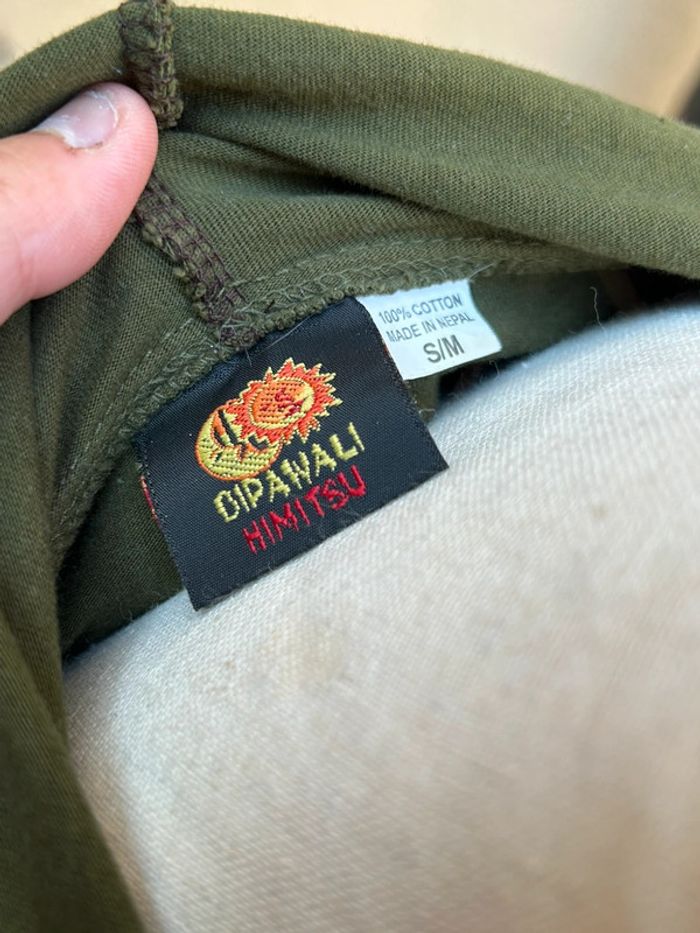 100% COTTON
MADE IN NEPAL
S/M
DIPAWALI
HIMITSU